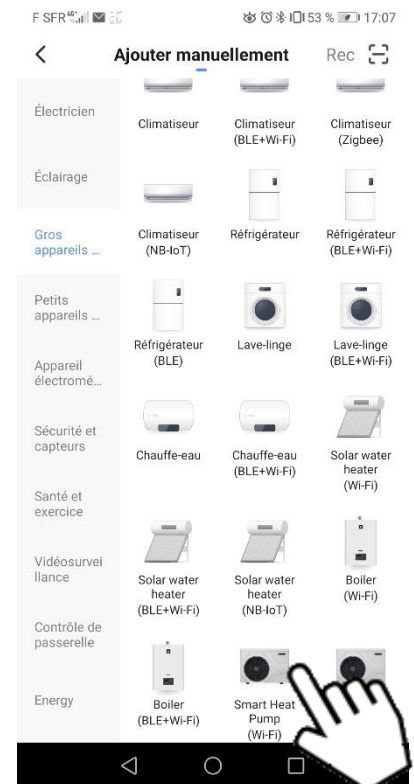 F SFR 4G 53 % 17:07
Ajouter manuellement Rec
Électricien
Climatiseur
Climatiseur
(BLE+Wi-Fi)
Climatiseur
(Zigbee)
Éclairage
Gros
appareils ...
Climatiseur
(NB-IoT)
Réfrigérateur
Réfrigérateur
(BLE+Wi-Fi)
Petits
appareils ...
Réfrigérateur
(BLE)
Lave-linge
Lave-linge
(BLE+Wi-Fi)
Appareil
électromé...
Sécurité et
capteurs
Chauffe-eau
Chauffe-eau
(BLE+Wi-Fi)
Solar water
heater
(Wi-Fi)
Santé et
exercice
Vidéosurvei
llance
Solar water
heater
(BLE+Wi-Fi)
Solar water
heater
(NB-IoT)
Boiler
(Wi-Fi)
Contrôle de
passerelle
Energy
Boiler
(BLE+Wi-Fi)
Smart Heat
Pump
(Wi-Fi)